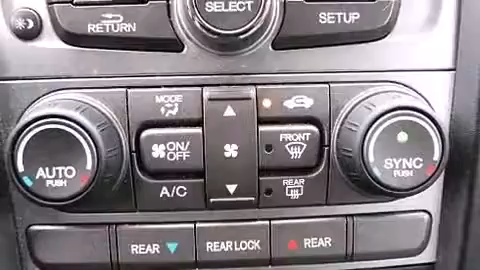 RETURN
SELECT
SETUP
MODE
AUTO
PUSH
ON/
OFF
FRONT
SYNC
PUSH
A/C
REAR
REAR
REAR LOCK
REAR